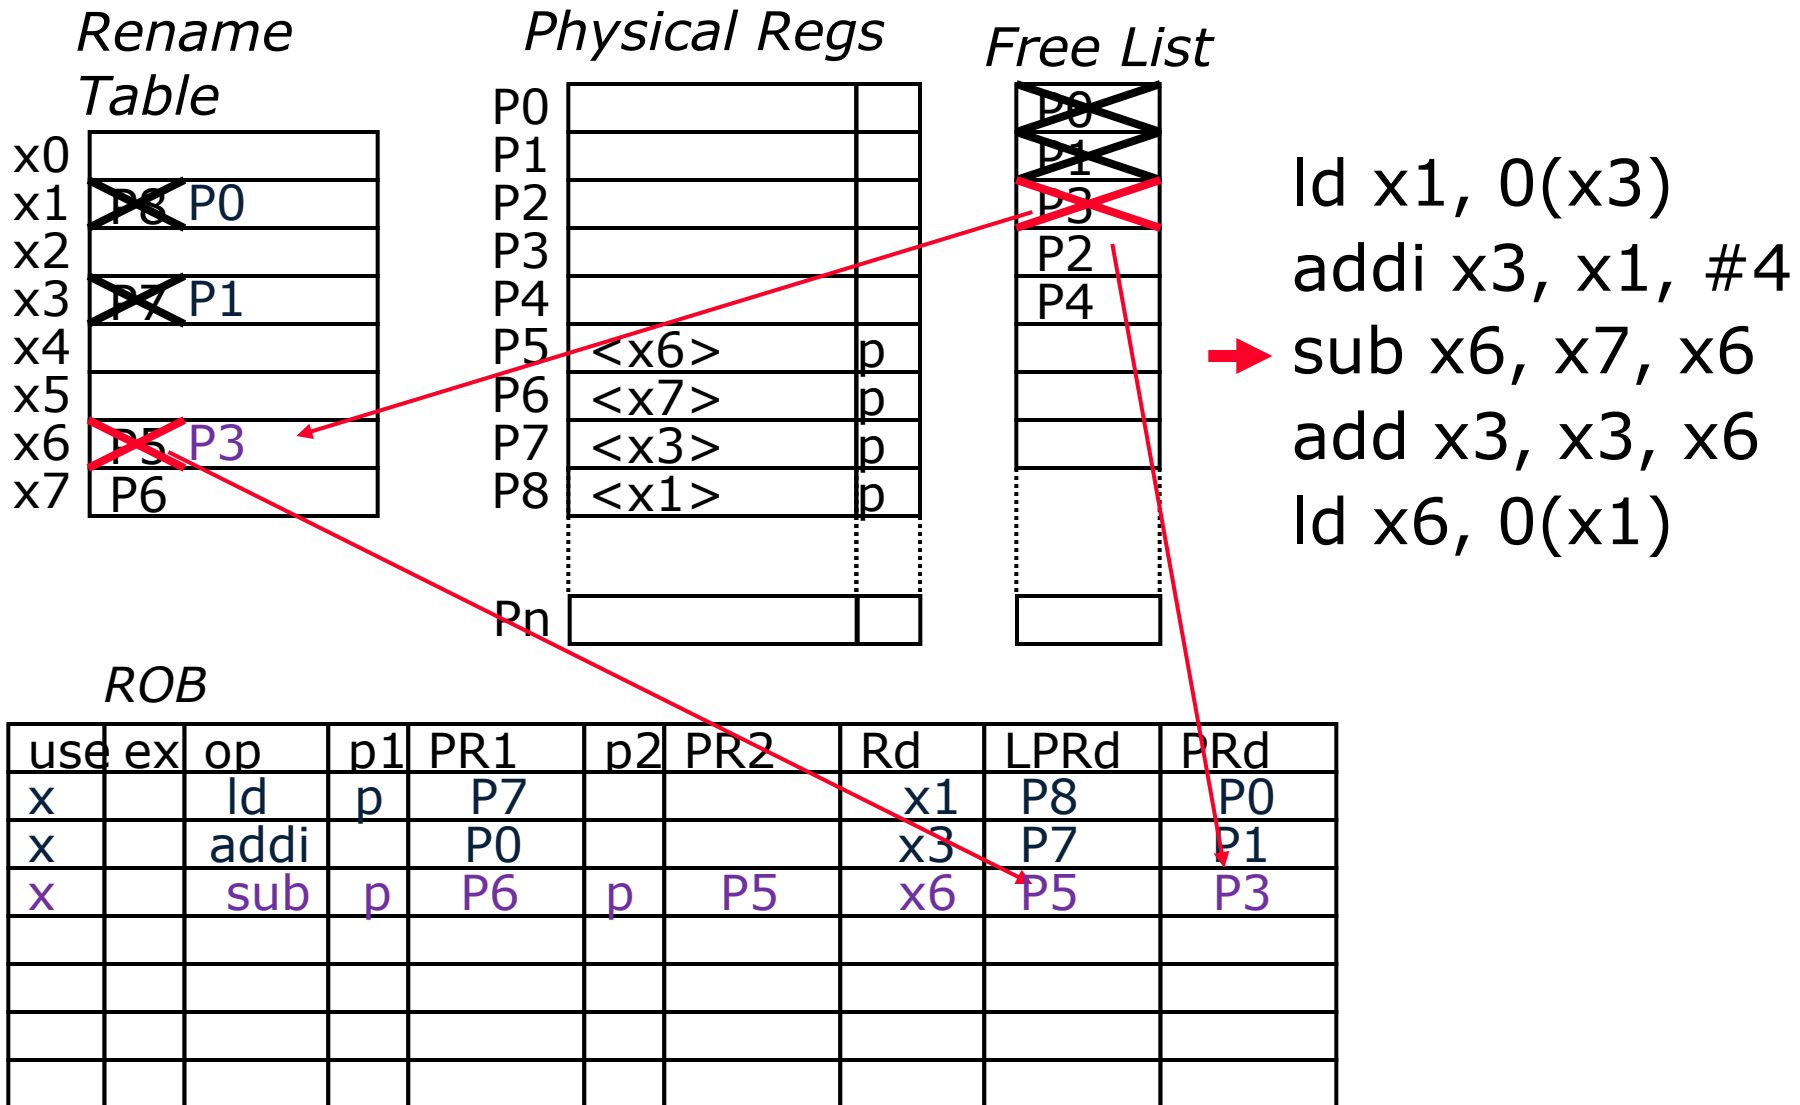 Rename
Table
x0
x1 P8 P0
x2
x3 P7 P1
x4
x5
x6 P5 P3
x7 P6
Physical Regs
P0
P1
P2
P3
P4
P5 <x6> p
P6 <x7> p
P7 <x3> p
P8 <x1> p
Pn
Free List
P0
P1
P3
P2
P4
ld x1, 0(x3)
addi x3, x1, #4
sub x6, x7, x6
add x3, x3, x6
ld x6, 0(x1)
ROB
use ex op p1 PR1 p2 PR2 Rd LPRd PRd
x ld p P7 x1 P8 P0
x addi P0 x3 P7 P1
x sub p P6 p P5 x6 P5 P3